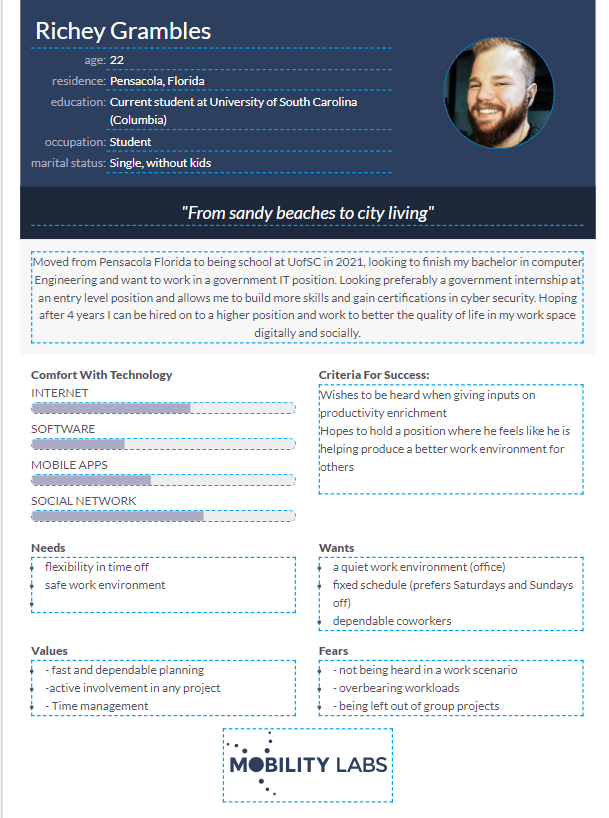 Richey Grambles
age: 22
residence: Pensacola, Florida
education: Current student at University of South Carolina
(Columbia)
occupation: Student
marital status: Single, without kids
"From sandy beaches to city living"
Moved from Pensacola Florida to being school at UofSC in 2021, looking to finish my bachelor in computer
Engineering and want to work in a government IT position. Looking preferably a government internship at
an entry level position and allows me to build more skills and gain certifications in cyber security. Hoping
after 4 years I can be hired on to a higher position and work to better the quality of life in my work space
digitally and socially.
Comfort With Technology
INTERNET
SOFTWARE
MOBILE APPS
SOCIAL NETWORK
Criteria For Success:
Wishes to be heard when giving inputs on
productivity enrichment
Hopes to hold a position where he feels like he is
helping produce a better work environment for
others
Needs
flexibility in time off
safe work environment
Wants
a quiet work environment (office)
fixed schedule (prefers Saturdays and Sundays
off)
dependable coworkers
Values
- fast and dependable planning
-active involvement in any project
- Time management
Fears
- not being heard in a work scenario
- overbearing workloads
- being left out of group projects
MOBILITY LABS